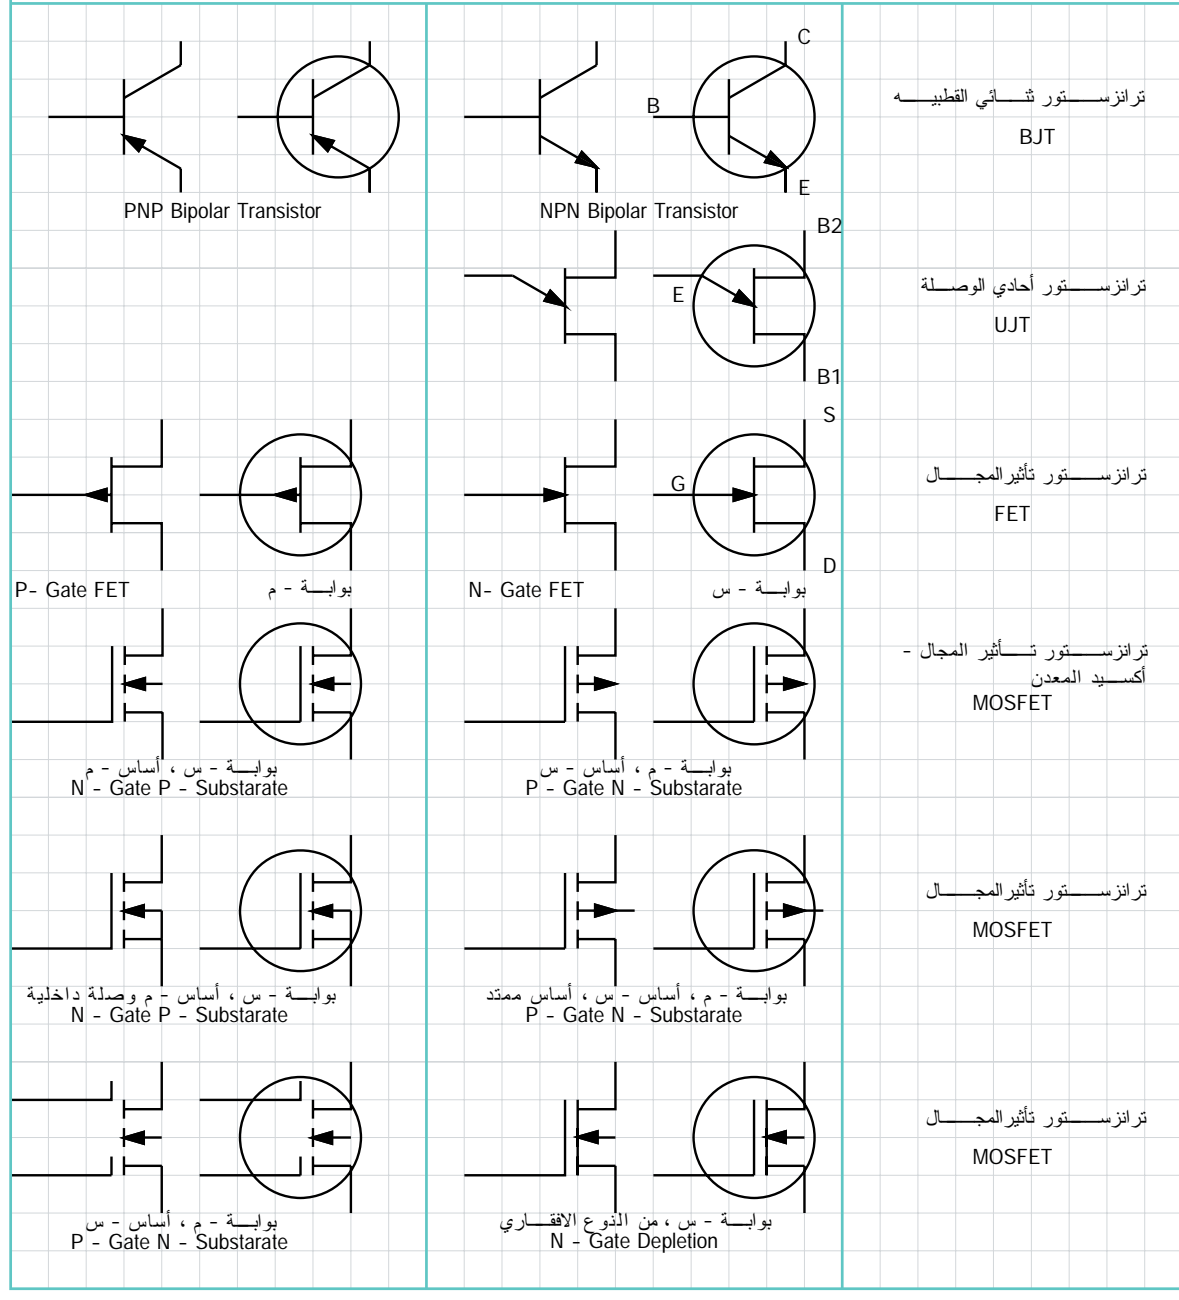 C
B
E
ترانزستور ثنائي القطبيه
BJT
NPN Bipolar Transistor
PNP Bipolar Transistor
B2
E
B1
ترانزستور أحادي الوصلة
UJT
S
G
D
ترانزستور تأثيرالمجال
FET
بوابة - س
N- Gate FET
بوابة - م
P- Gate FET
ترانزستور تأثير المجال -
أكسيد المعدن
MOSFET
بوابة - م ، أساس - س
P - Gate N - Substarate
بوابة - س ، أساس - م
N - Gate P - Substarate
ترانزستور تأثيرالمجال
MOSFET
بوابة - م ، أساس - س ، أساس ممتد
P - Gate N - Substarate
بوابة - س ، أساس - م وصلة داخلية
N - Gate P - Substarate
ترانزستور تأثيرالمجال
MOSFET
بوابة - س ، من النوع الافقاري
N - Gate Depletion
بوابة - م ، أساس - س
P - Gate N - Substarate